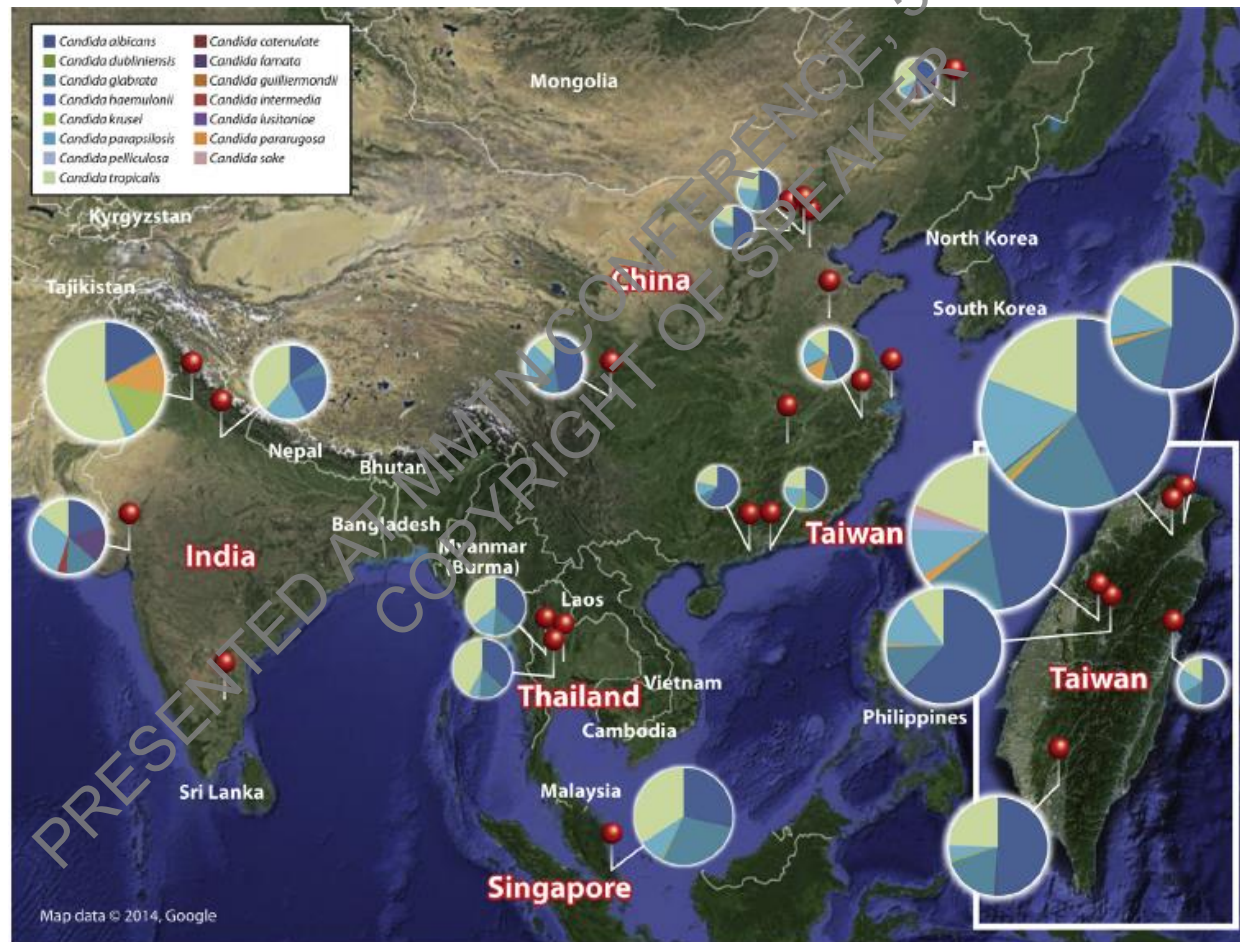 Candida albicans
Candida dubliniensis
Candida glabrata
Candida haemulonii
Candida krusei
Candida parapsilosis
Candida pelliculosa
Candida tropicalis
Candida catenulate
Candida famata
Candida guilliermondii
Candida intermedia
Candida lusitaniae
Candida pararugosa
Candida sake
Mongolia
Kyrgyzstan
Tajikistan
China
North Korea
South Korea
Nepal
Bhutan
Bangladesh
India
Myanmar
(Burma)
Laos
Taiwan
Thailand
Vietnam
Cambodia
Philippines
Taiwan
Sri Lanka
Malaysia
Singapore
Map data © 2014, Google
PRESENTED AT MMTN CONFERENCE,
COPYRIGHT OF SPEAKER